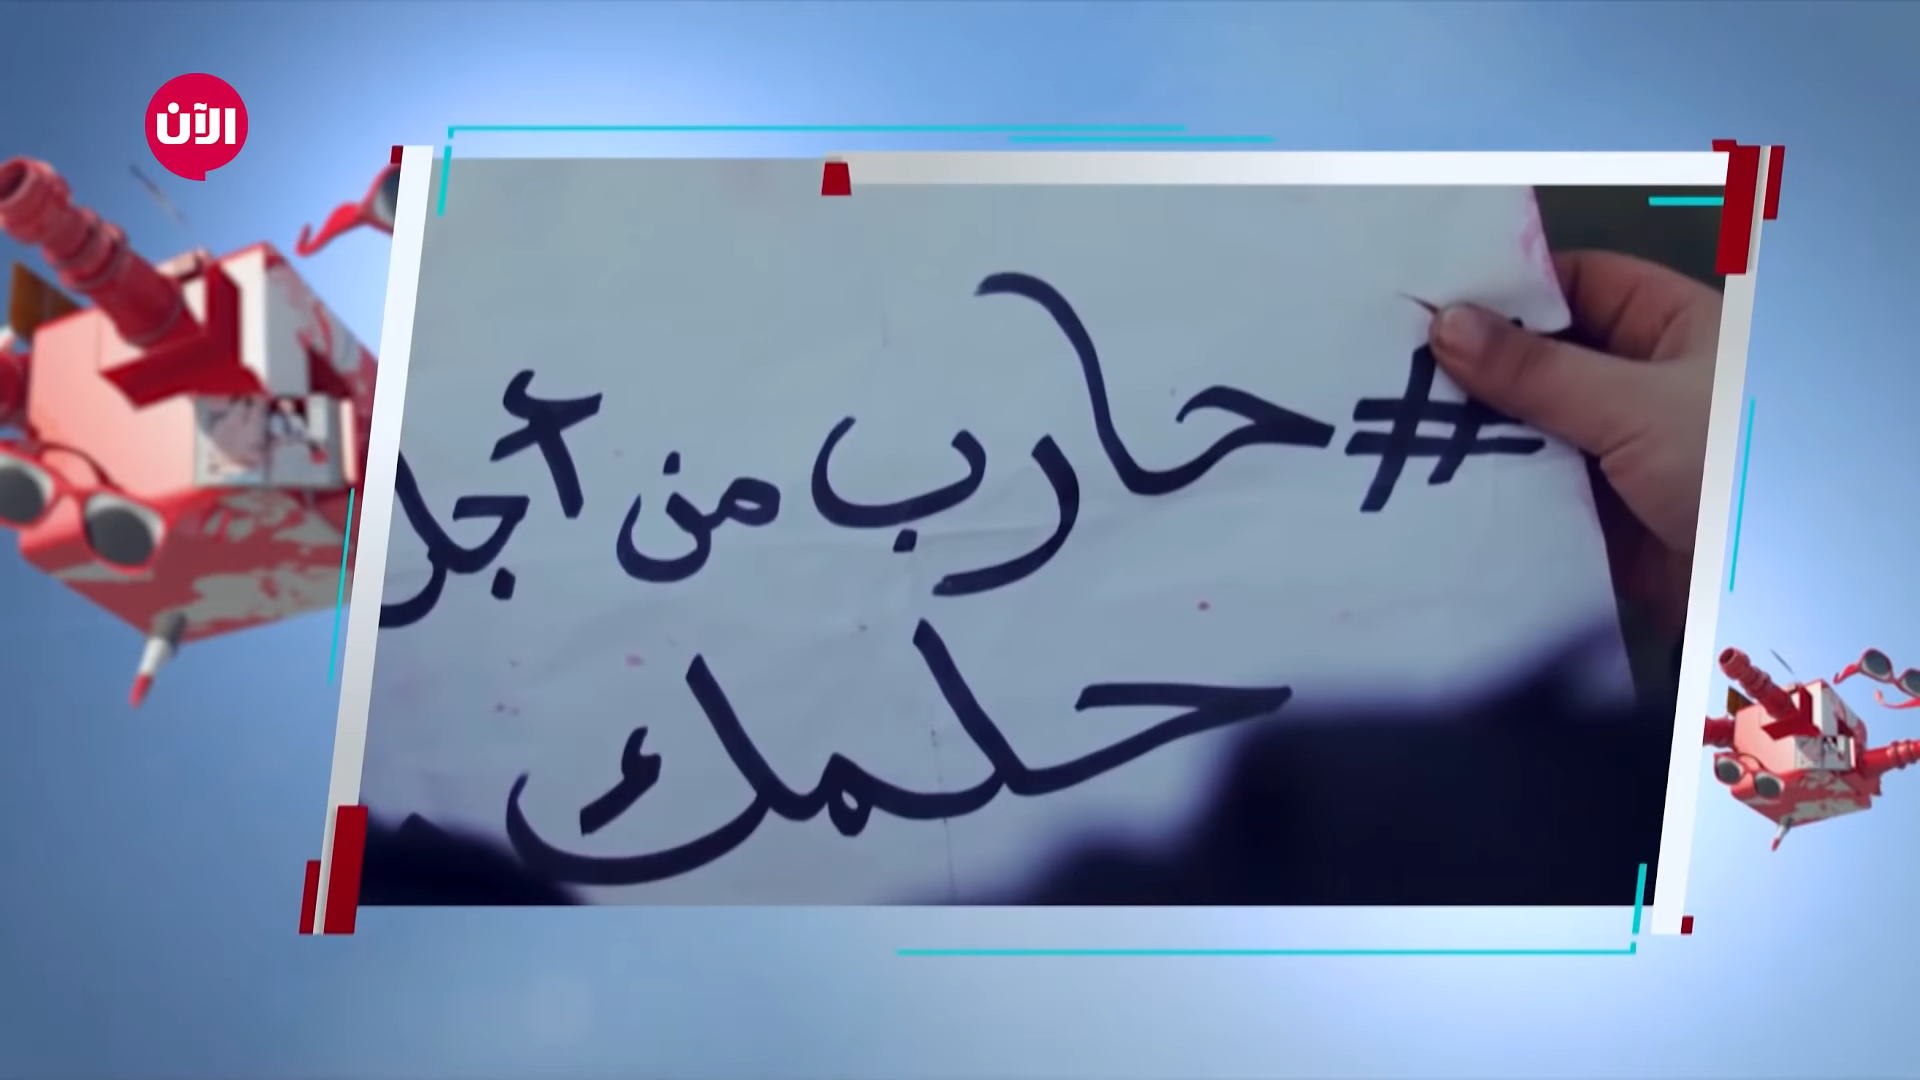 الآن
#حارب من أجل
حلمك